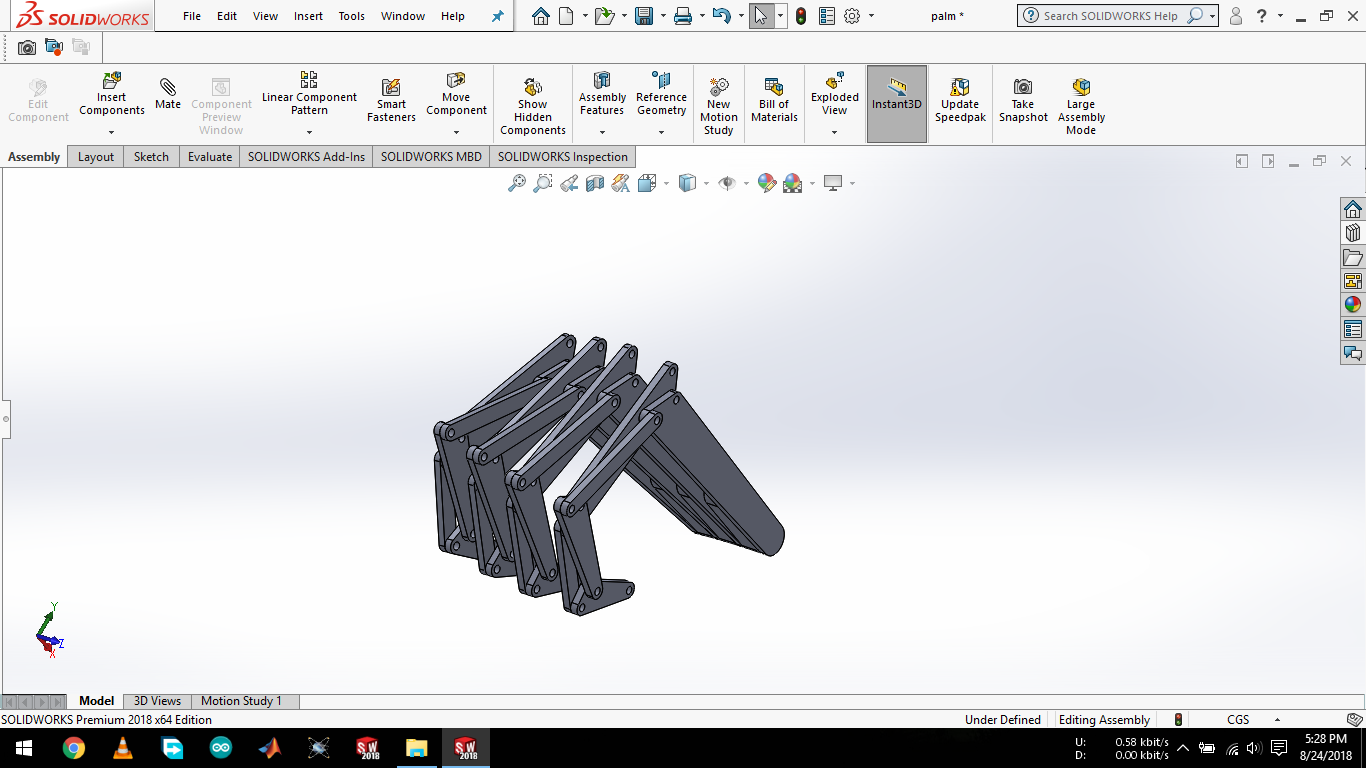 SOLIDWORKS
File Edit View Insert Tools Window Help
palm *
Search SOLIDWORKS Help
?
Edit Component
Insert Components
Mate
Component Preview Window
Linear Component Pattern
Smart Fasteners
Move Component
Show Hidden Components
Assembly Features
Reference Geometry
New Motion Study
Bill of Materials
Exploded View
Instant3D
Update Speedpak
Take Snapshot
Large Assembly Mode
Assembly Layout Sketch Evaluate SOLIDWORKS Add-Ins SOLIDWORKS MBD SOLIDWORKS Inspection
Y
Z
X
Model 3D Views Motion Study 1
SOLIDWORKS Premium 2018 x64 Edition
Under Defined Editing Assembly CGS
SW 2018
SW 2018
U: 0.58 kbit/s
D: 0.00 kbit/s
5:28 PM
8/24/2018